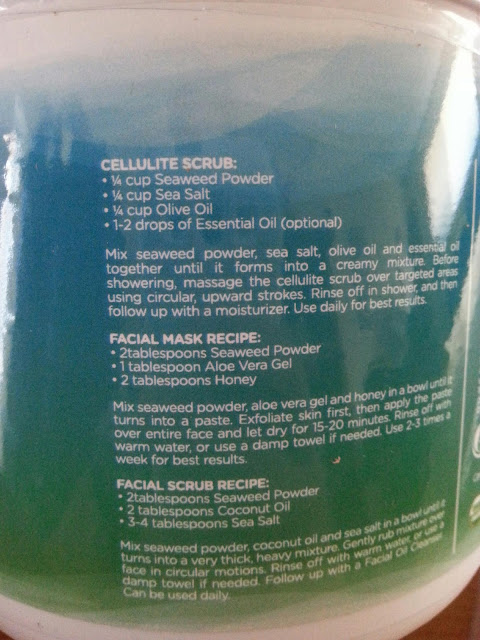 CELLULITE SCRUB:
• ¼ cup Seaweed Powder
• ¼ cup Sea Salt
• ¼ cup Olive Oil
• 1-2 drops of Essential Oil (optional)
Mix seaweed powder, sea salt, olive oil and essential oil
together until it forms into a creamy mixture. Before
showering, massage the cellulite scrub over targeted areas
using circular, upward strokes. Rinse off in shower, and then
follow up with a moisturizer. Use daily for best results.
FACIAL MASK RECIPE:
• 2tablespoons Seaweed Powder
• 1 tablespoon Aloe Vera Gel
• 2 tablespoons Honey
Mix seaweed powder, aloe vera gel and honey in a bowl until it
turns into a paste. Exfoliate skin first, then apply the paste
over entire face and let dry for 15-20 minutes. Rinse off with
warm water, or use a damp towel if needed. Use 2-3 times a
week for best results.
FACIAL SCRUB RECIPE:
• 2tablespoons Seaweed Powder
• 2 tablespoons Coconut Oil
• 3-4 tablespoons Sea Salt
Mix seaweed powder, coconut oil and sea salt in a bowl until it
turns into a very thick, heavy mixture. Gently rub mixture over
face in circular motions. Rinse off with warm water, or use a
damp towel if needed. Follow up with a Facial Oil Cleanser.
Can be used daily.